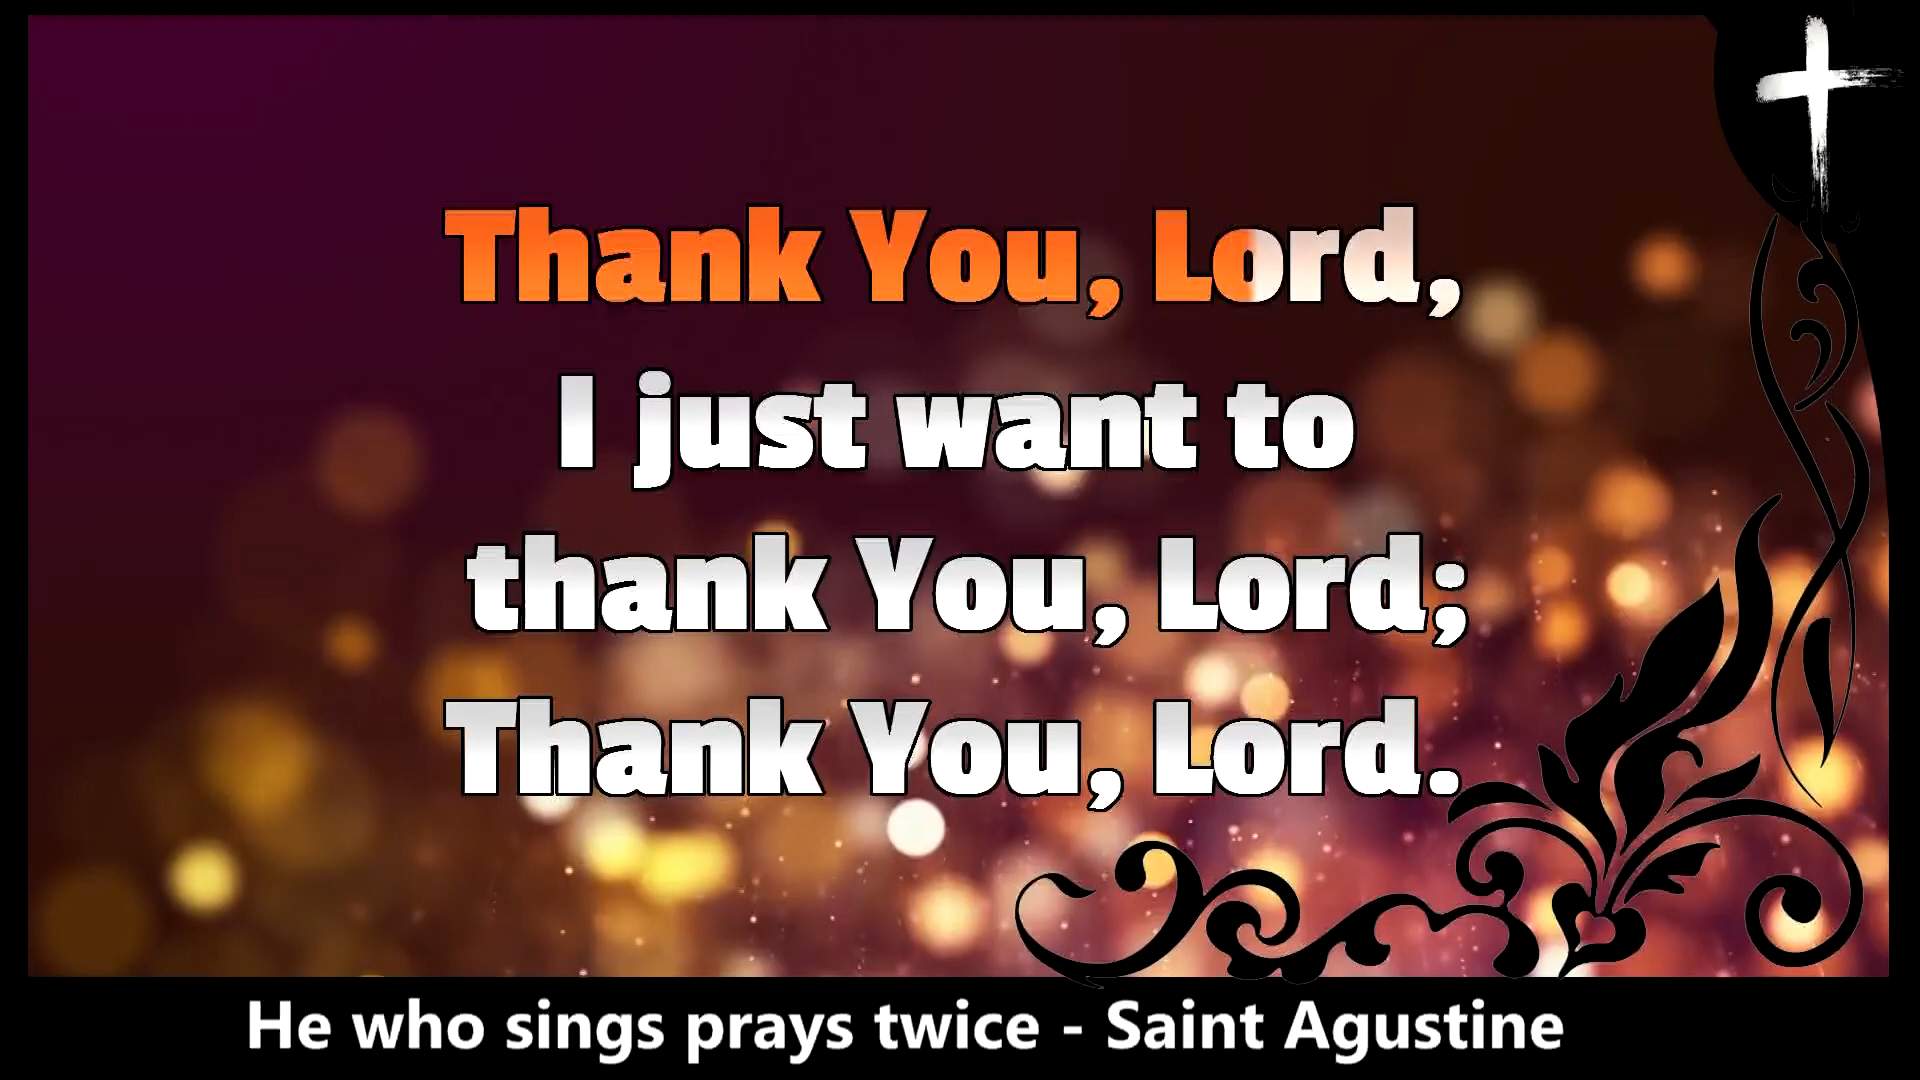 Thank You, Lord,
I just want to
thank You, Lord;
Thank You, Lord.
He who sings prays twice - Saint Agustine